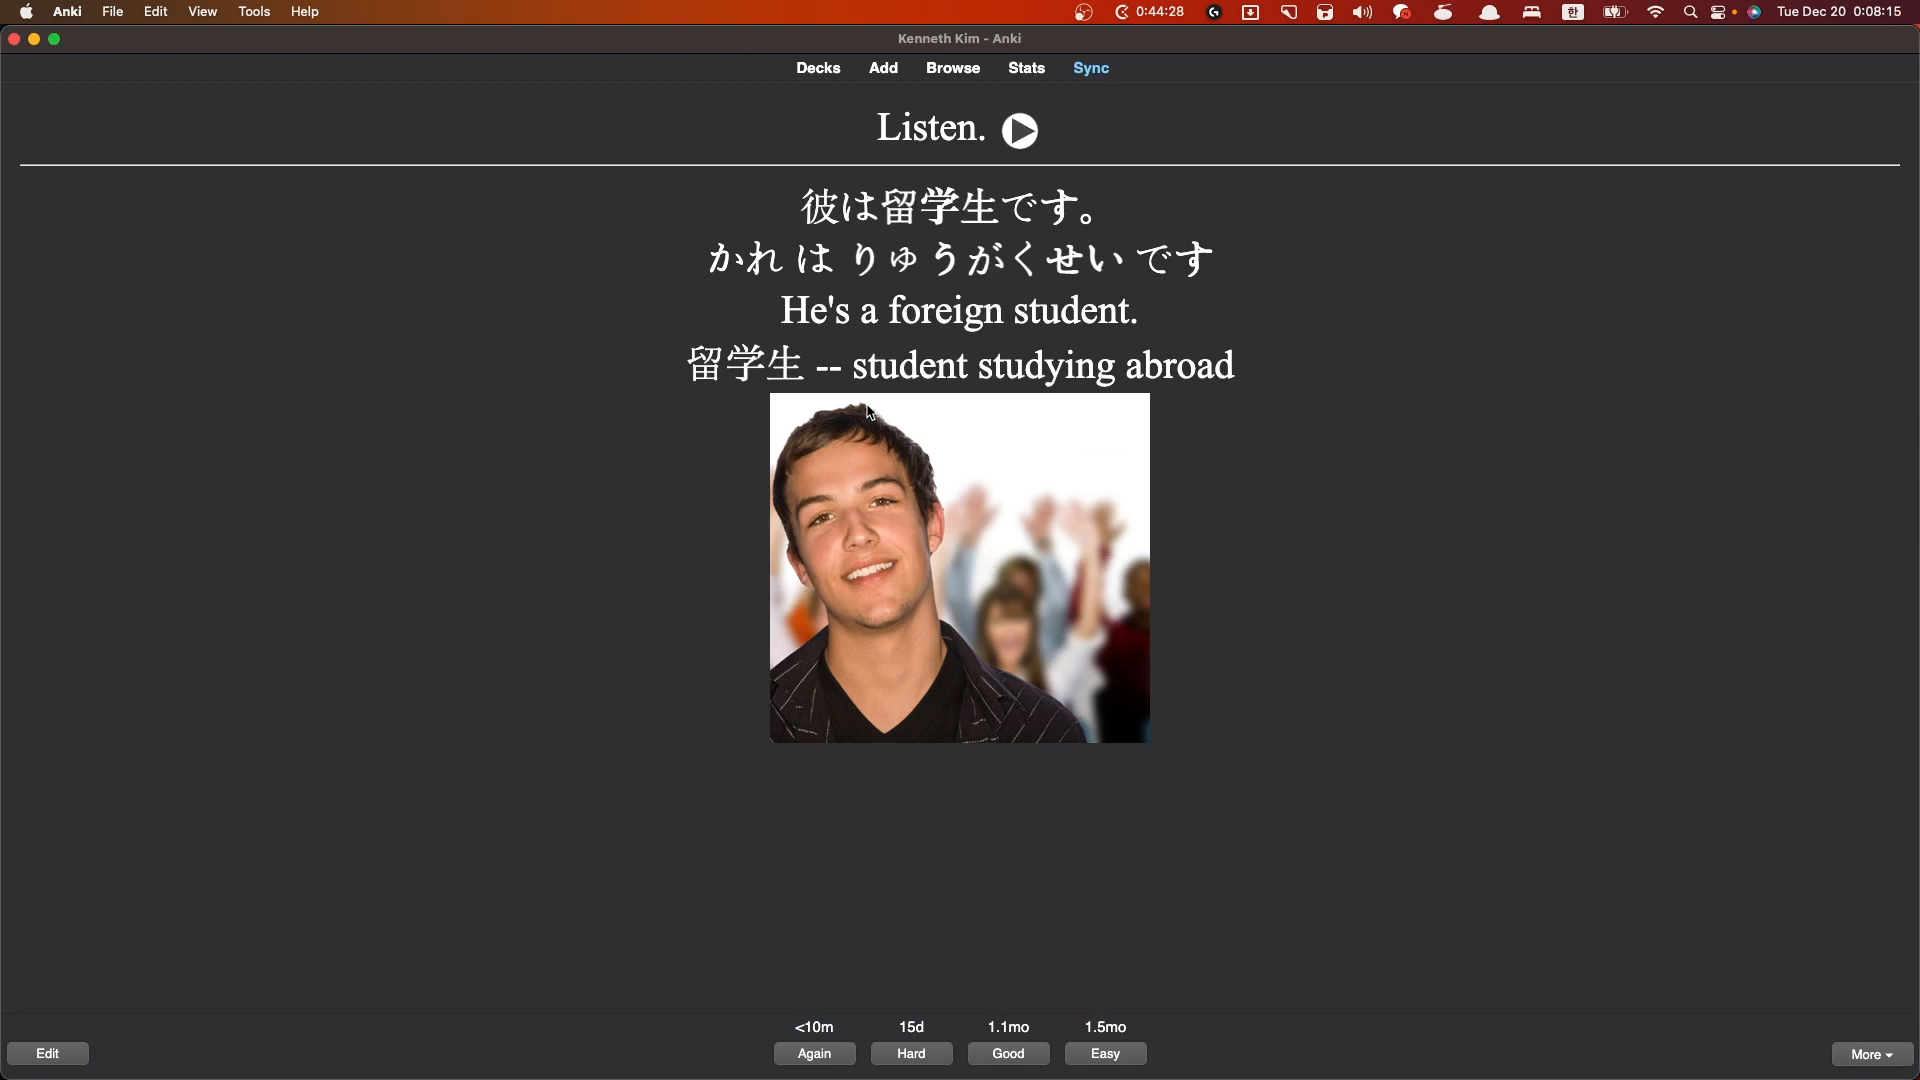 Anki File Edit View Tools Help 0:44:28 한 Tue Dec 20 0:08:15
Kenneth Kim - Anki
Decks Add Browse Stats Sync
Listen.
彼は留学生です。
かれ は りゅうがくせい です
He's a foreign student.
留学生 -- student studying abroad
<10m 15d 1.1mo 1.5mo
Edit Again Hard Good Easy More